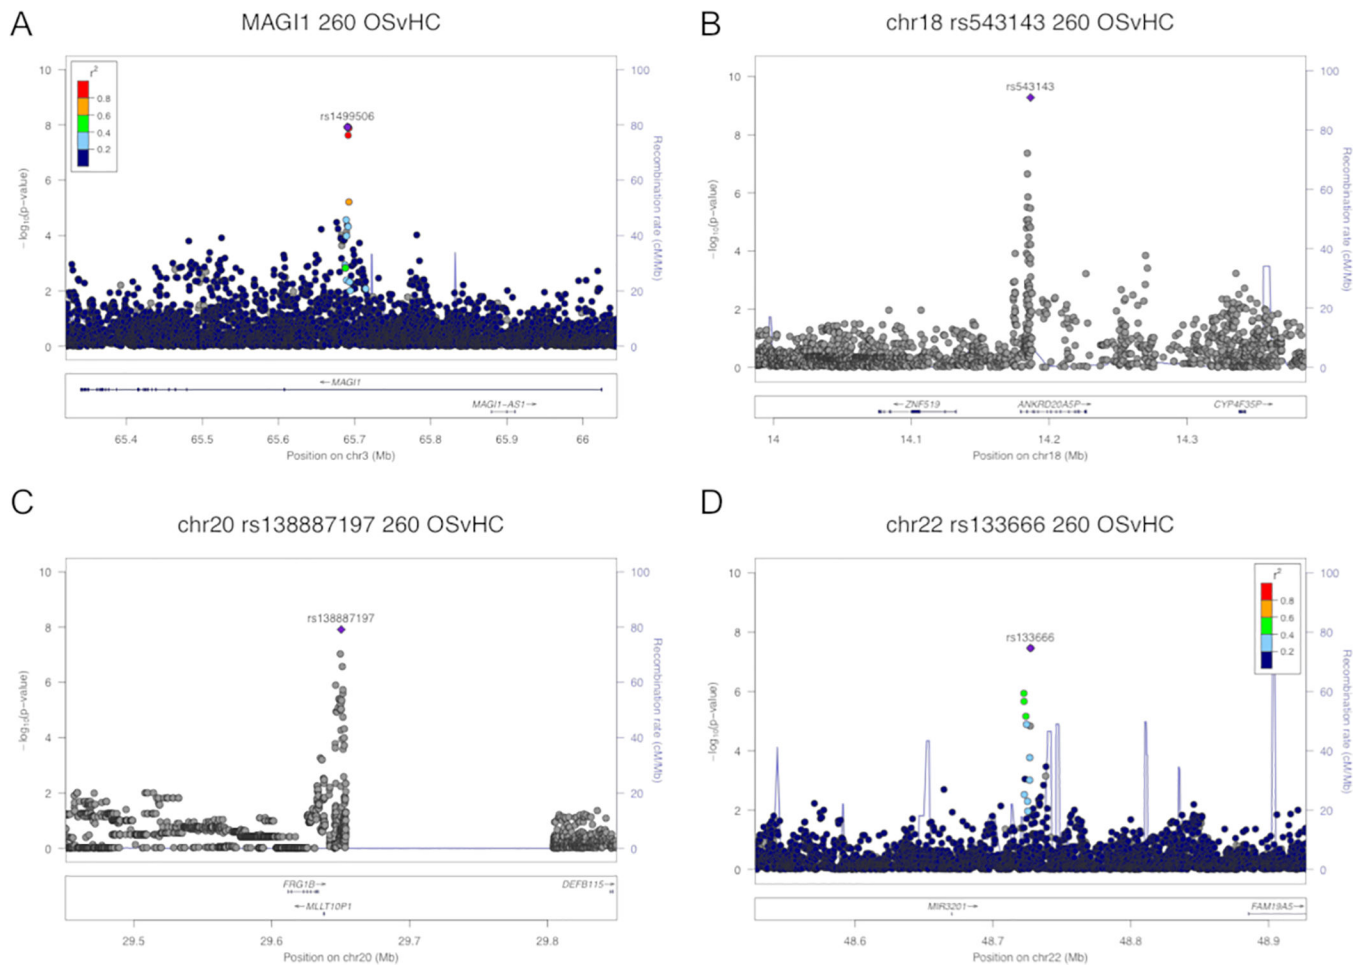 A
MAGI1 260 OSvHC
10
8
6
4
2
0
−log10(p−value)
r2
0.8
0.6
0.4
0.2
rs1499506
100
80
60
40
20
0
Recombination rate (cM/Mb)
←MAGI1
MAGI1−AS1→
65.4 65.5 65.6 65.7 65.8 65.9 66
Position on chr3 (Mb)
B
chr18 rs543143 260 OSvHC
10
8
6
4
2
0
−log10(p−value)
rs543143
100
80
60
40
20
0
Recombination rate (cM/Mb)
←ZNF519 ANKRD20A5P→ CYP4F35P→
14 14.1 14.2 14.3
Position on chr18 (Mb)
C
chr20 rs138887197 260 OSvHC
10
8
6
4
2
0
−log10(p−value)
rs138887197
100
80
60
40
20
0
Recombination rate (cM/Mb)
FRG1B→ DEFB115→
←MLLT10P1
29.5 29.6 29.7 29.8
Position on chr20 (Mb)
D
chr22 rs133666 260 OSvHC
10
8
6
4
2
0
−log10(p−value)
rs133666
r2
0.8
0.6
0.4
0.2
100
80
60
40
20
0
Recombination rate (cM/Mb)
MIR3201→ FAM19A5→
48.6 48.7 48.8 48.9
Position on chr22 (Mb)